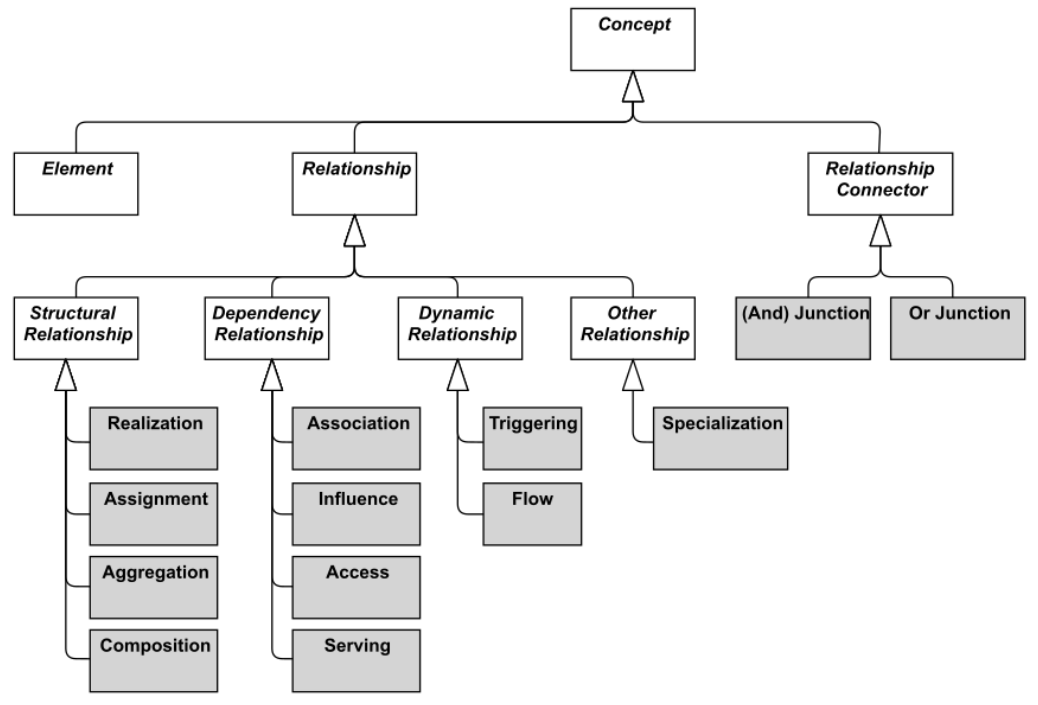 Concept
Element
Relationship
Relationship
Connector
Structural
Relationship
Dependency
Relationship
Dynamic
Relationship
Other
Relationship
(And) Junction
Or Junction
Realization
Association
Triggering
Specialization
Assignment
Influence
Flow
Aggregation
Access
Composition
Serving